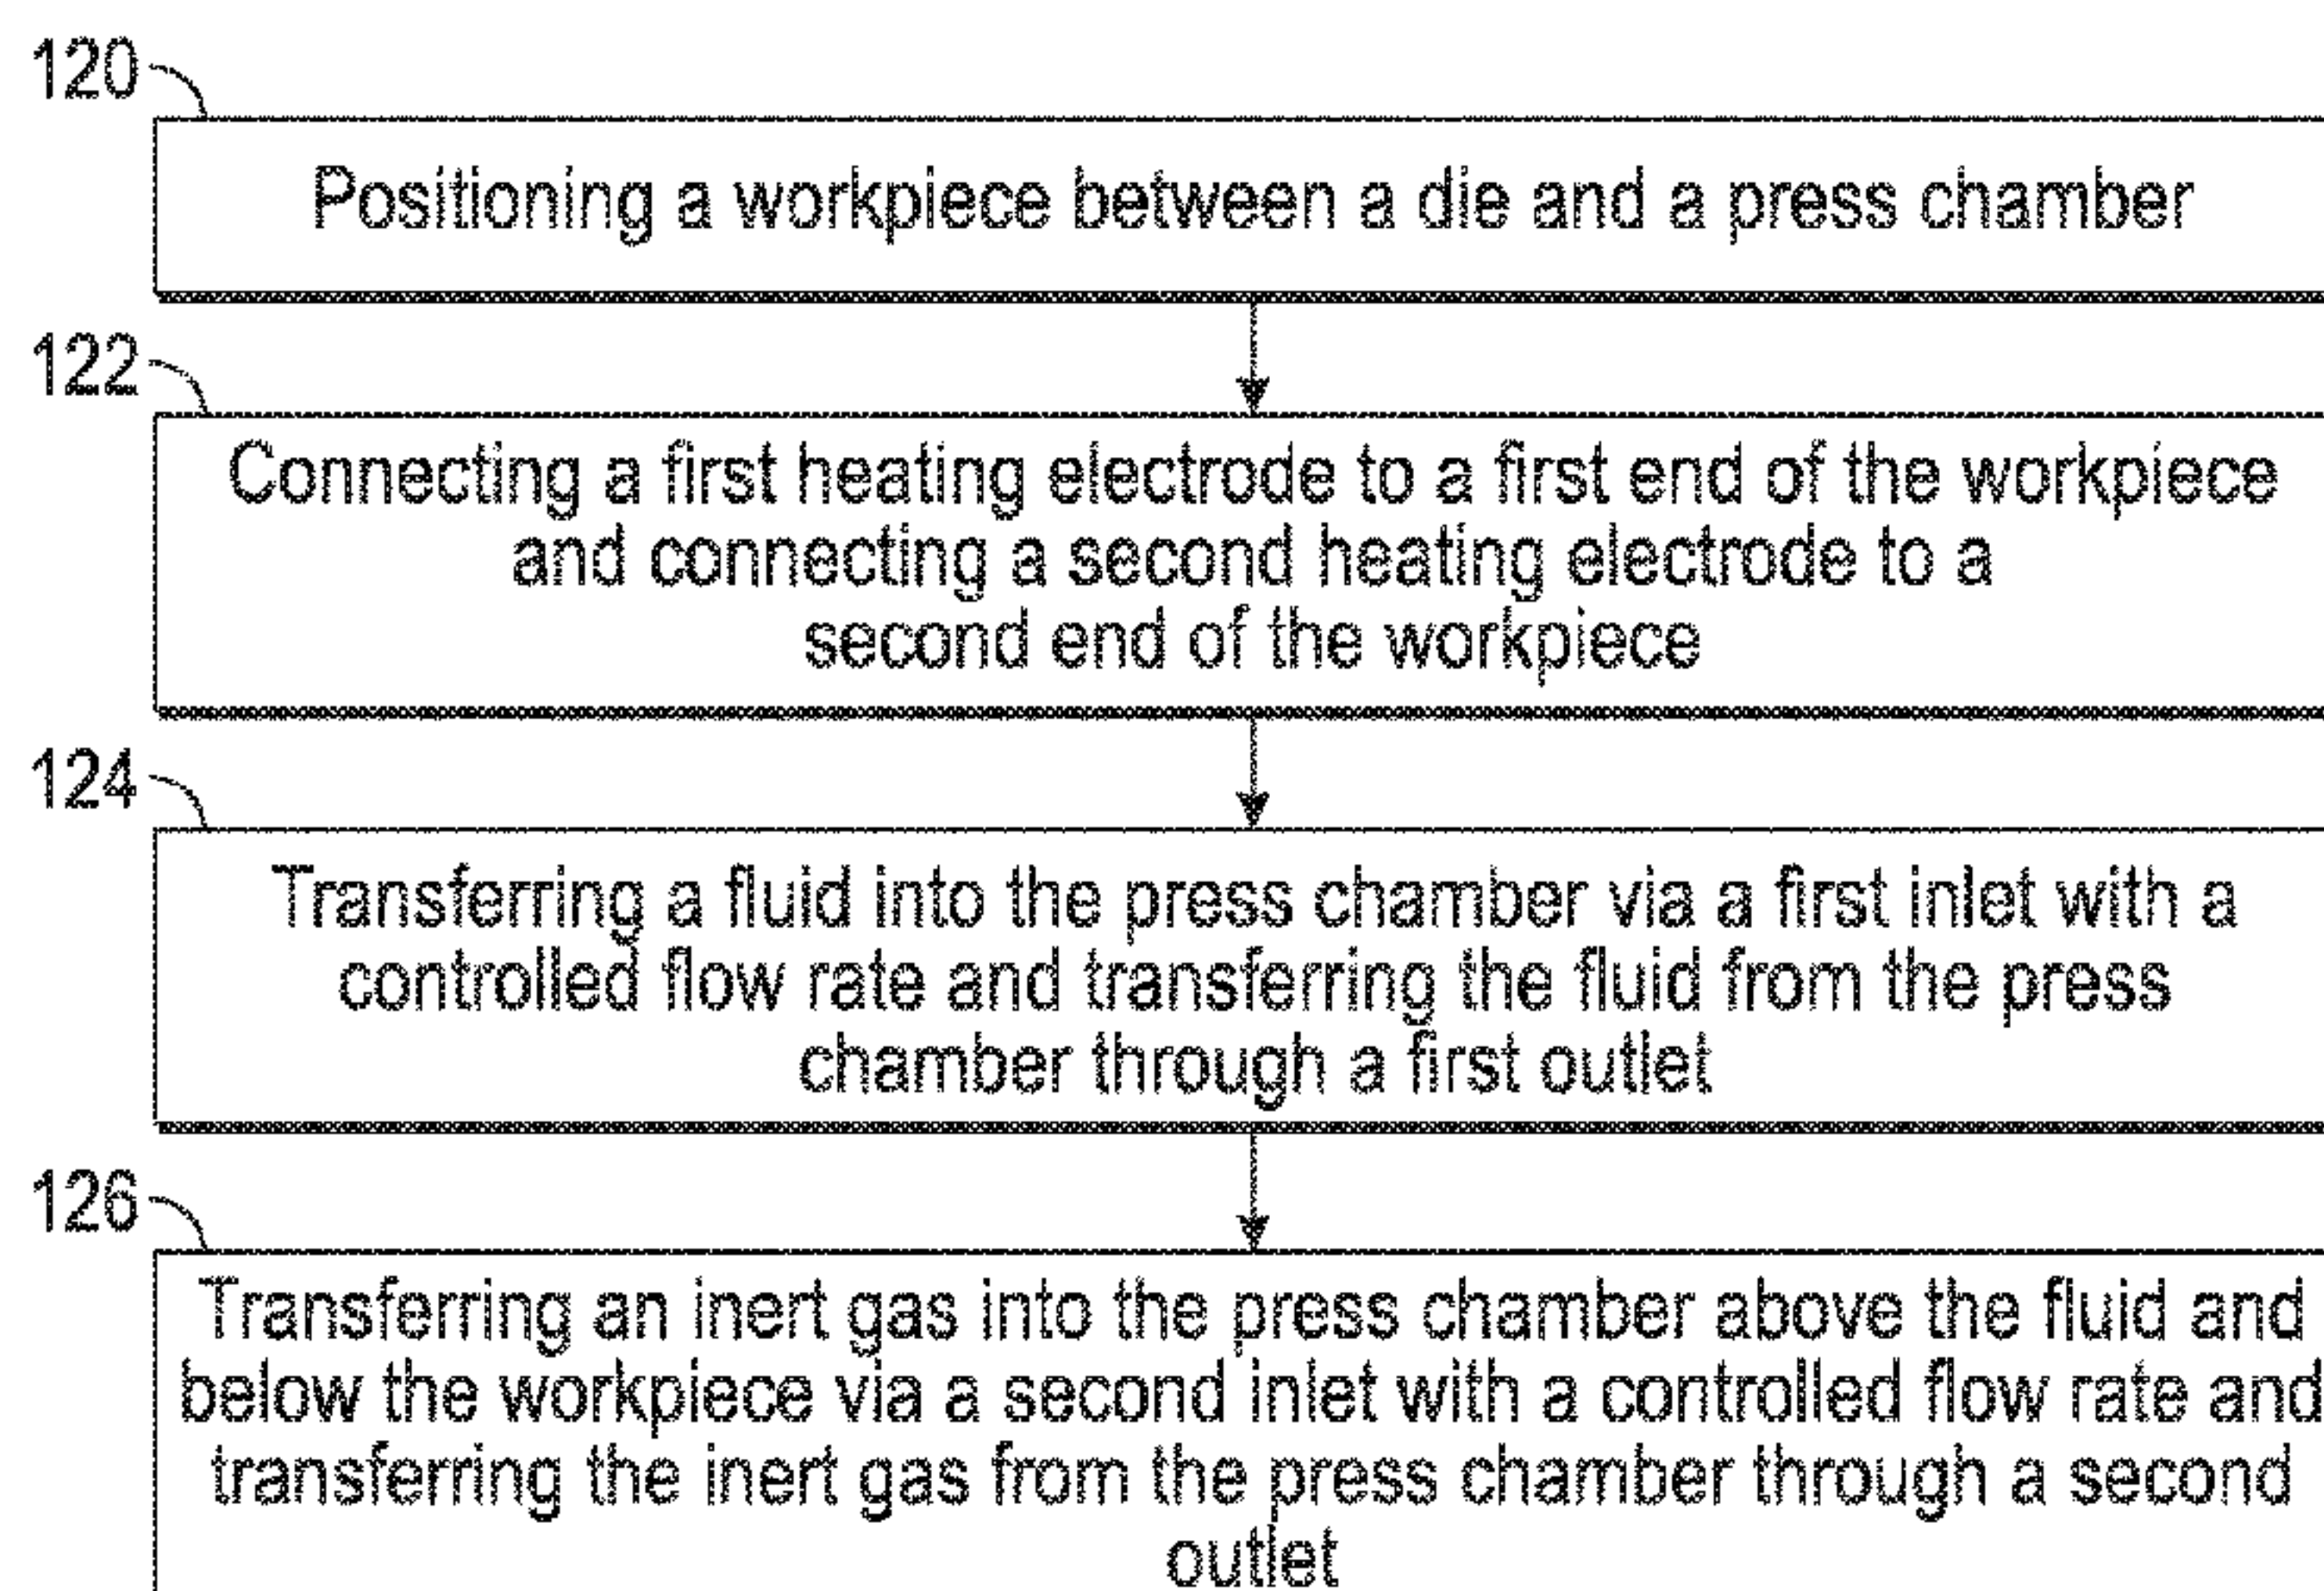 120
Positioning a workpiece between a die and a press chamber
122
Connecting a first heating electrode to a first end of the workpiece
and connecting a second heating electrode to a
second end of the workpiece
124
Transferring a fluid into the press chamber via a first inlet with a
controlled flow rate and transferring the fluid from the press
chamber through a first outlet
126
Transferring an inert gas into the press chamber above the fluid and
below the workpiece via a second inlet with a controlled flow rate and
transferring the inert gas from the press chamber through a second
outlet